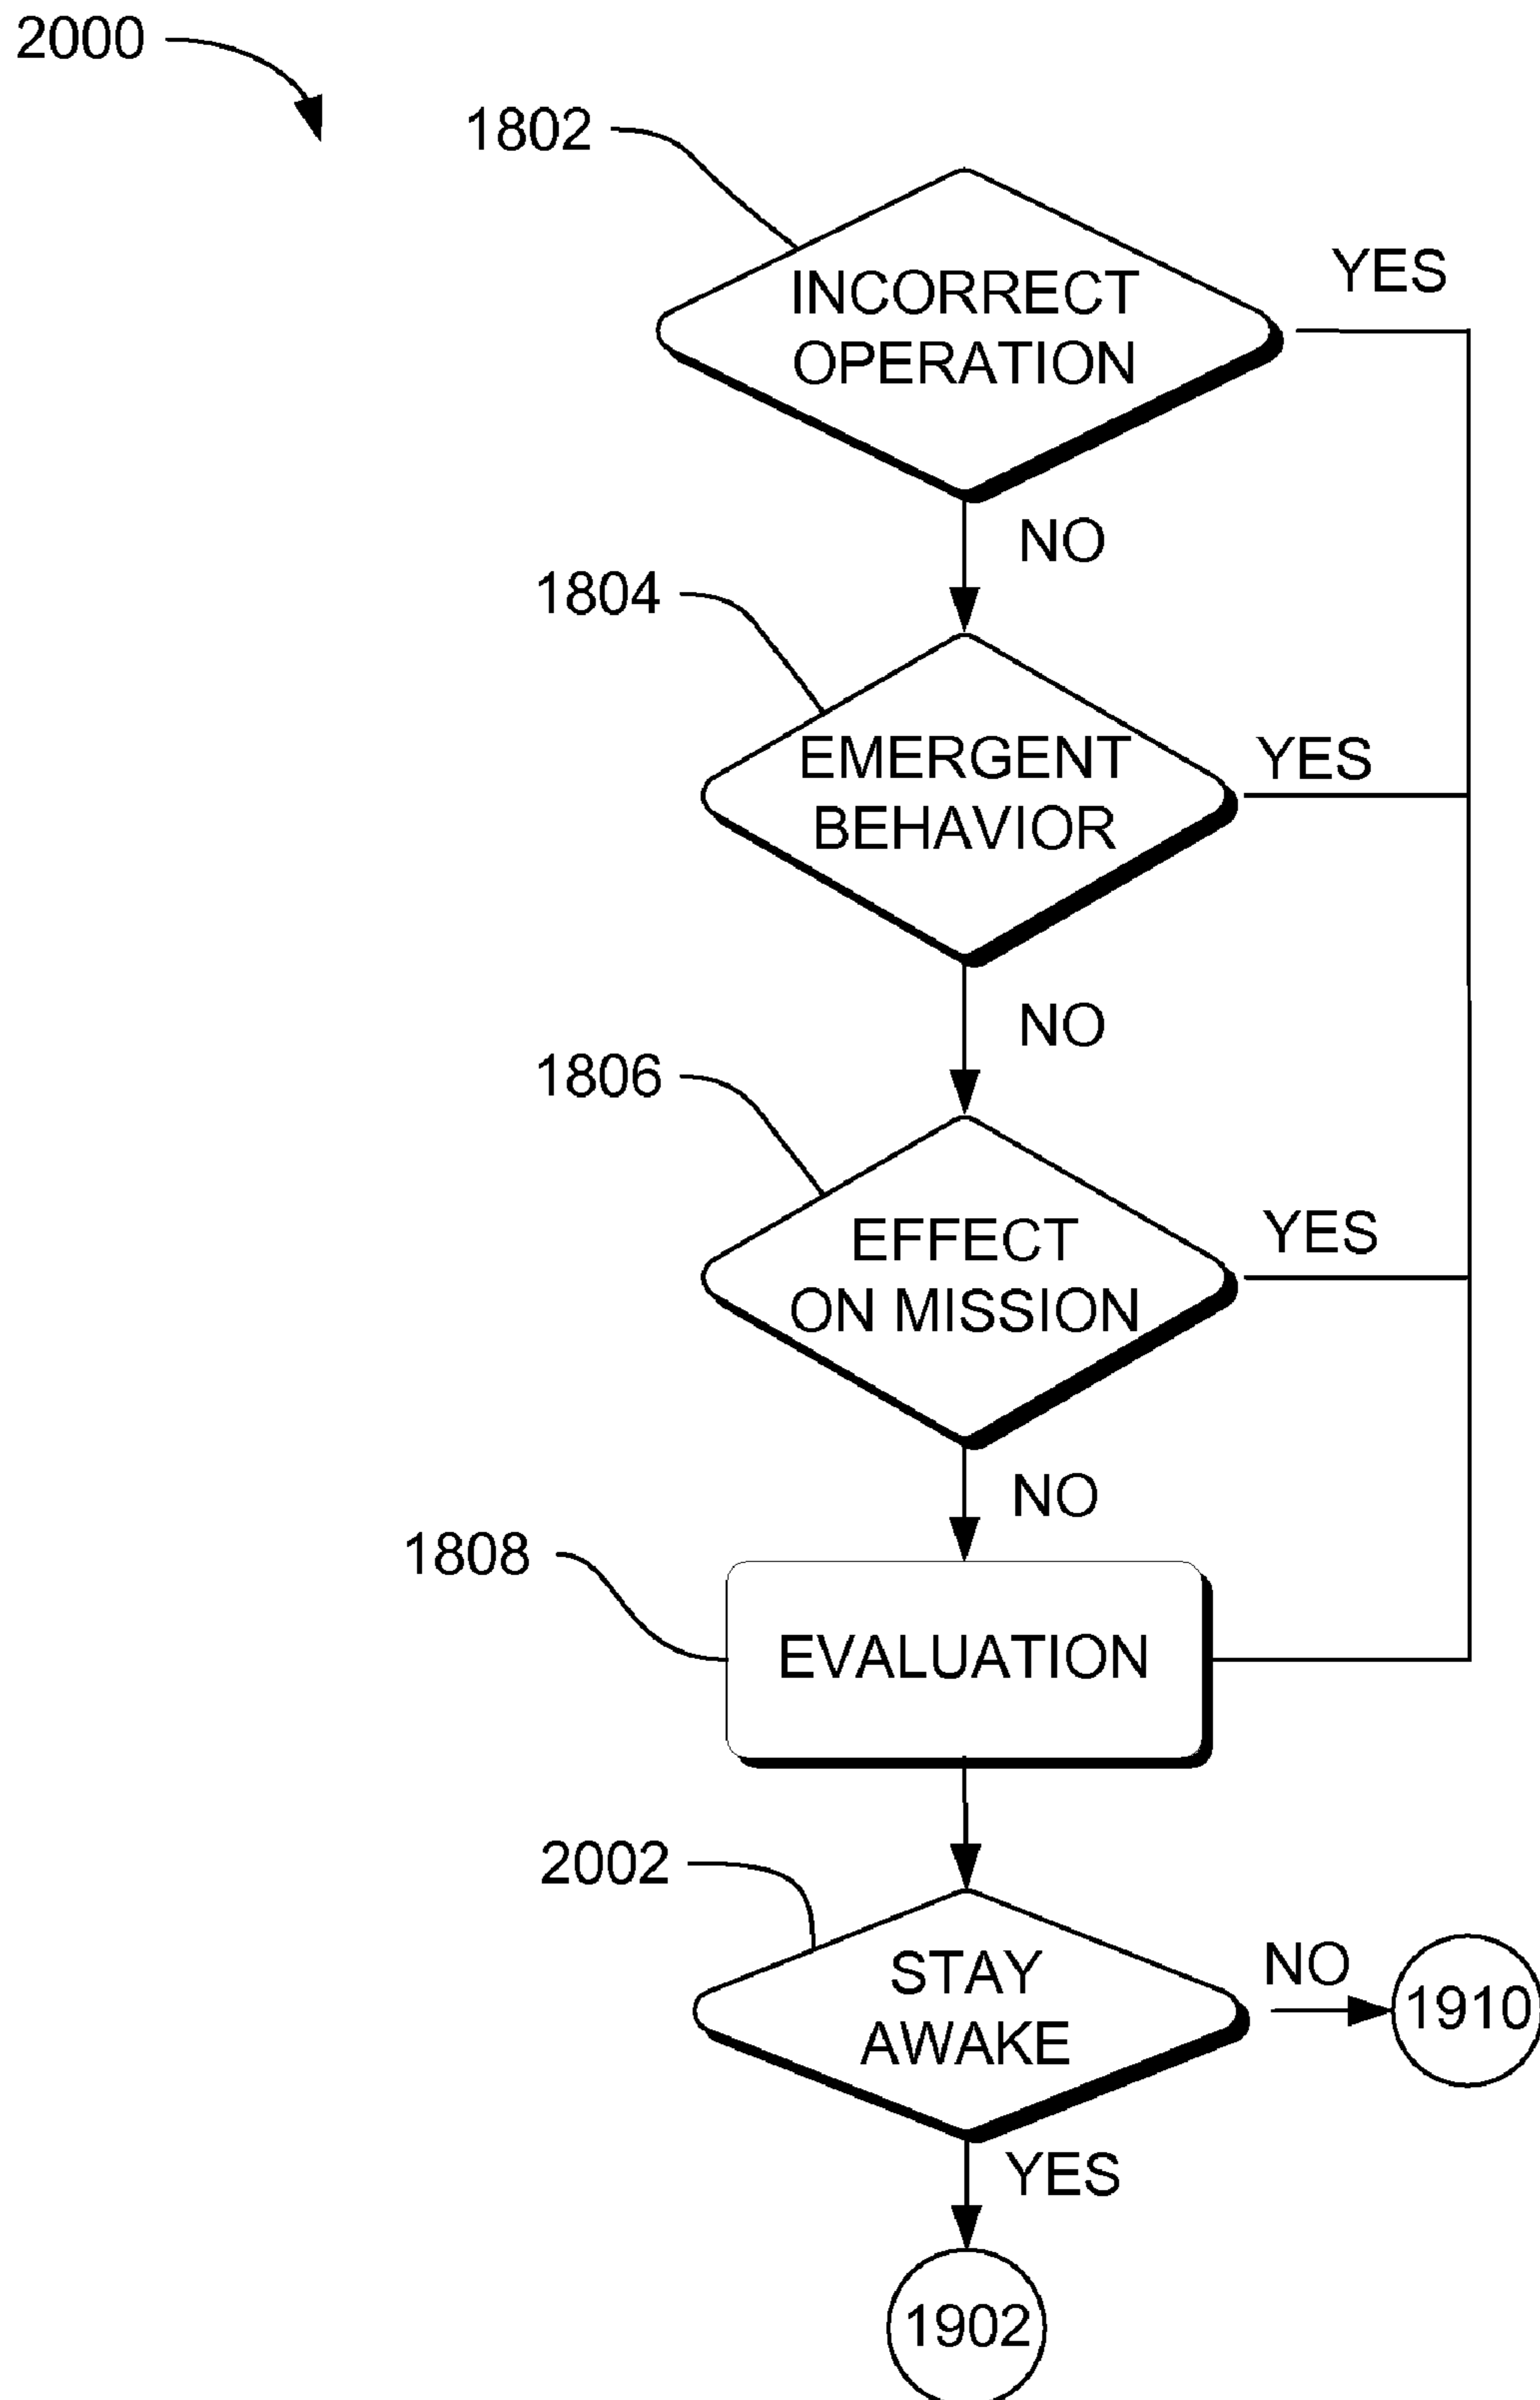 2000
1802
INCORRECT
OPERATION
YES
NO
1804
EMERGENT
BEHAVIOR
YES
NO
1806
EFFECT
ON MISSION
YES
NO
1808
EVALUATION
2002
STAY
AWAKE
NO
1910
YES
1902